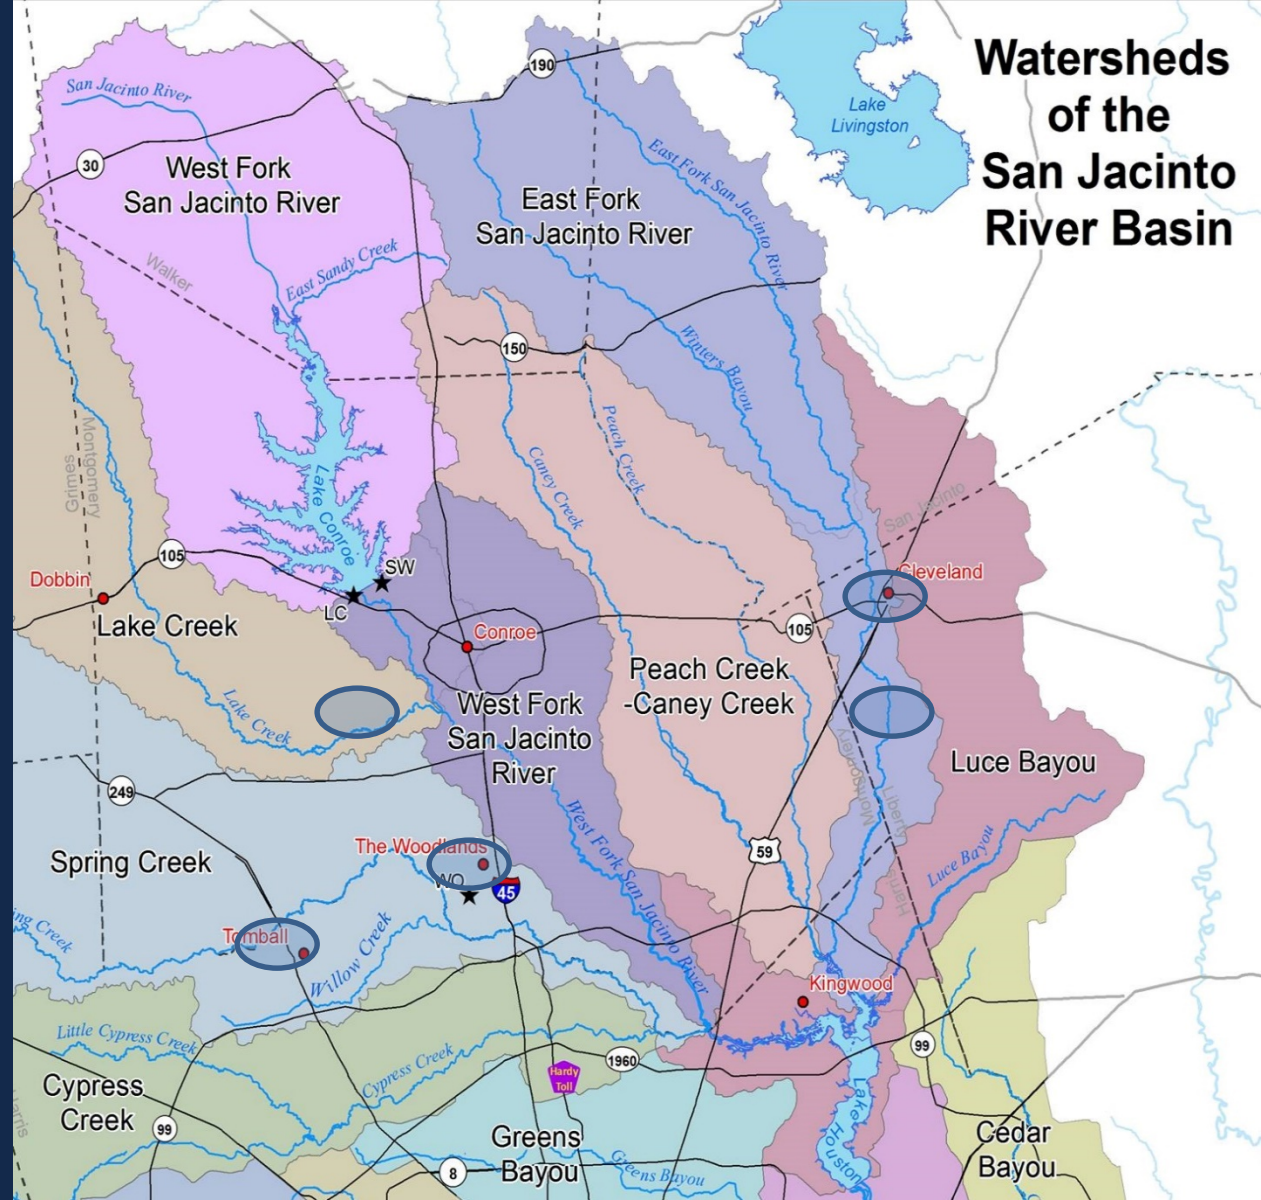 Watersheds
of the
San Jacinto
River Basin
190
Lake
Livingston
San Jacinto River
30
West Fork
San Jacinto River
East Fork San Jacinto River
East Fork
San Jacinto River
East Sandy Creek
Walker
150
Winters Bayou
Peach Creek
Caney Creek
Grimes
Montgomery
Lake Conroe
San Jacinto
105
SW
LC
Dobbin
Cleveland
Lake Creek
Conroe
105
Peach Creek
-Caney Creek
Lake Creek
West Fork
San Jacinto
River
Montgomery
Liberty
Luce Bayou
249
Spring Creek
The Woodlands
WO
45
59
West Fork San Jacinto River
Luce Bayou
Harris
ing Creek
Tomball
Willow Creek
Kingwood
Little Cypress Creek
Cypress Creek
1960
99
Hardy
Toll
Cypress
Creek
Harris
99
Lake Houston
Greens
Bayou
Greens Bayou
8
Cedar
Bayou